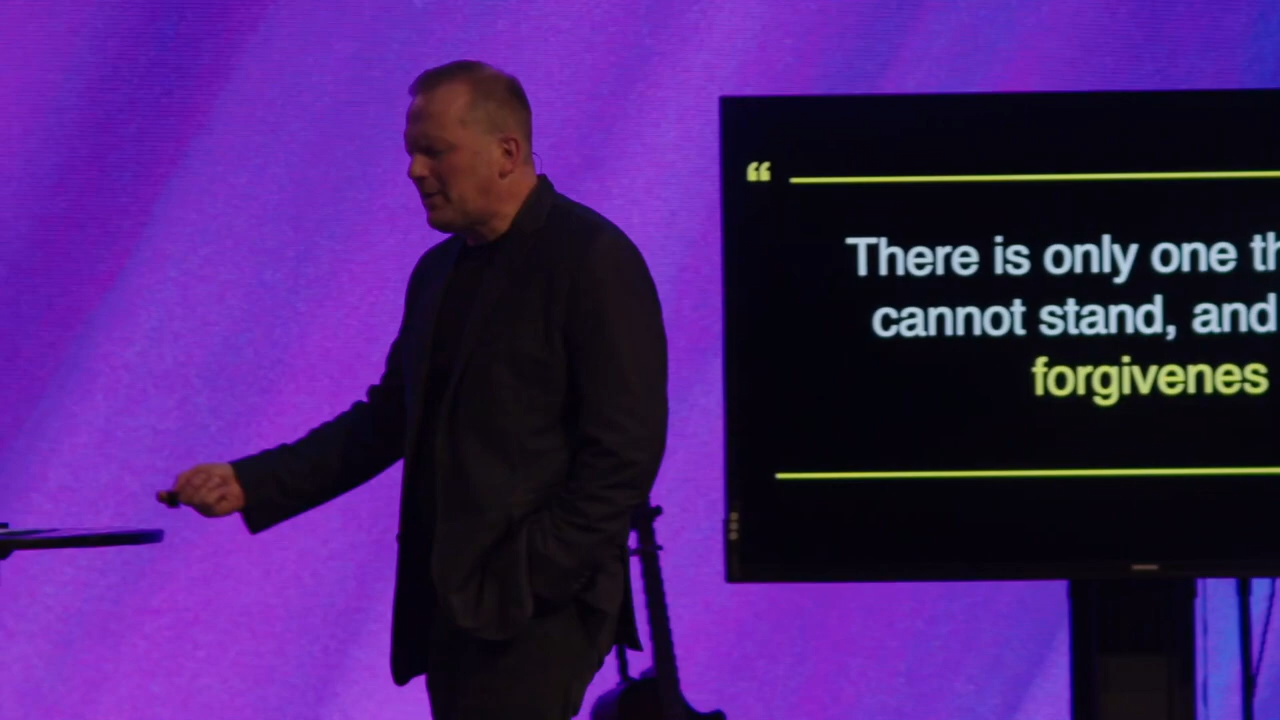 “
There is only one th
cannot stand, and
forgivenes